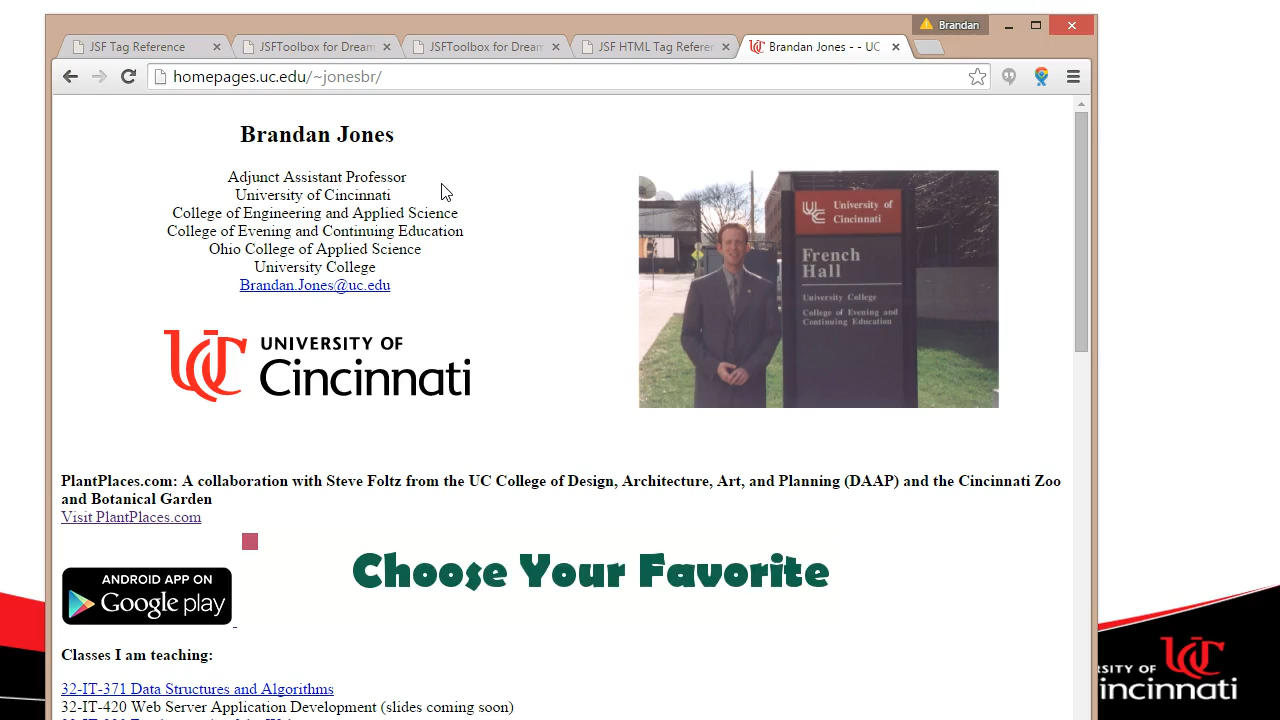 Brandan
JSF Tag Reference
JSFToolbox for Dream
JSFToolbox for Dream
JSF HTML Tag Referen
Brandan Jones - - UC
homepages.uc.edu/~jonesbr/
Brandan Jones
Adjunct Assistant Professor
University of Cincinnati
College of Engineering and Applied Science
College of Evening and Continuing Education
Ohio College of Applied Science
University College
Brandan.Jones@uc.edu
UNIVERSITY OF
Cincinnati
University of
Cincinnati
French
Hall
University College
College of Evening and
Continuing Education
PlantPlaces.com: A collaboration with Steve Foltz from the UC College of Design, Architecture, Art, and Planning (DAAP) and the Cincinnati Zoo
and Botanical Garden
Visit PlantPlaces.com
Choose Your Favorite
ANDROID APP ON
Google play
Classes I am teaching:
32-IT-371 Data Structures and Algorithms
32-IT-420 Web Server Application Development (slides coming soon)
RSITY OF
incinnati